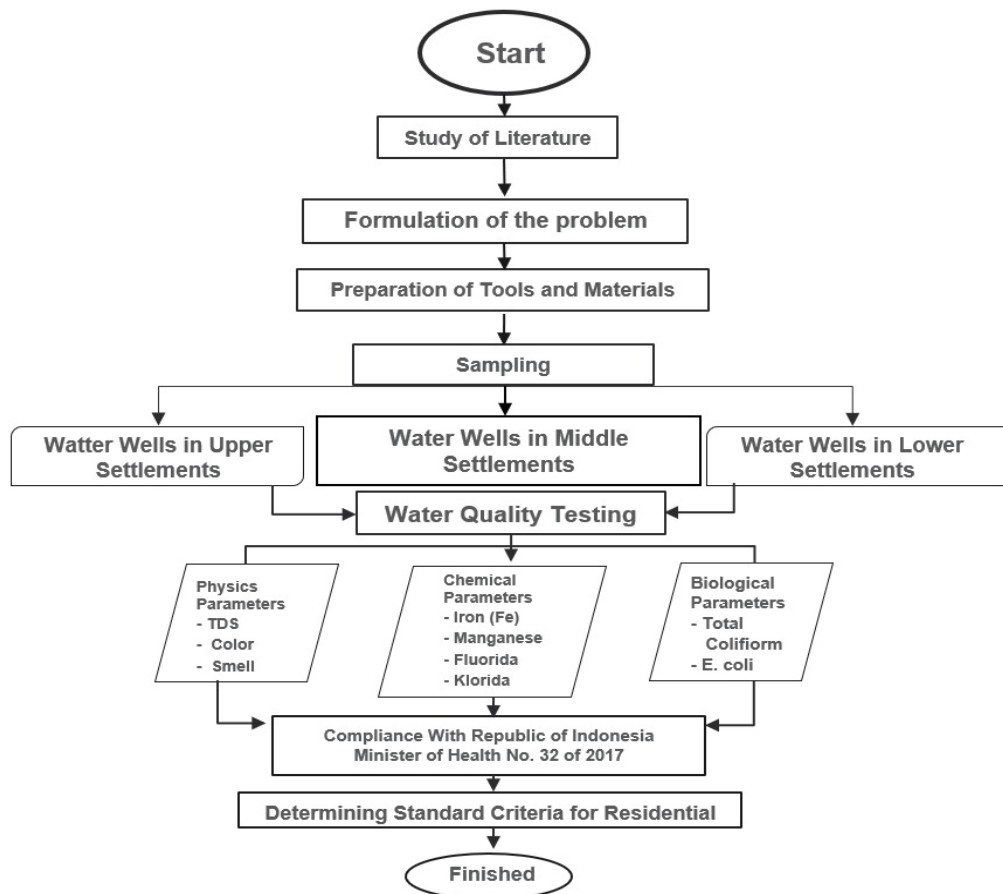 Start
Study of Literature
Formulation of the problem
Preparation of Tools and Materials
Sampling
Watter Wells in Upper
Settlements
Water Wells in Middle
Settlements
Water Wells in Lower
Settlements
Water Quality Testing
Physics
Parameters
- TDS
- Color
- Smell
Chemical
Parameters
- Iron (Fe)
- Manganese
- Fluorida
- Klorida
Biological
Parameters
- Total
Colifiorm
- E. coli
Compliance With Republic of Indonesia
Minister of Health No. 32 of 2017
Determining Standard Criteria for Residential
Finished